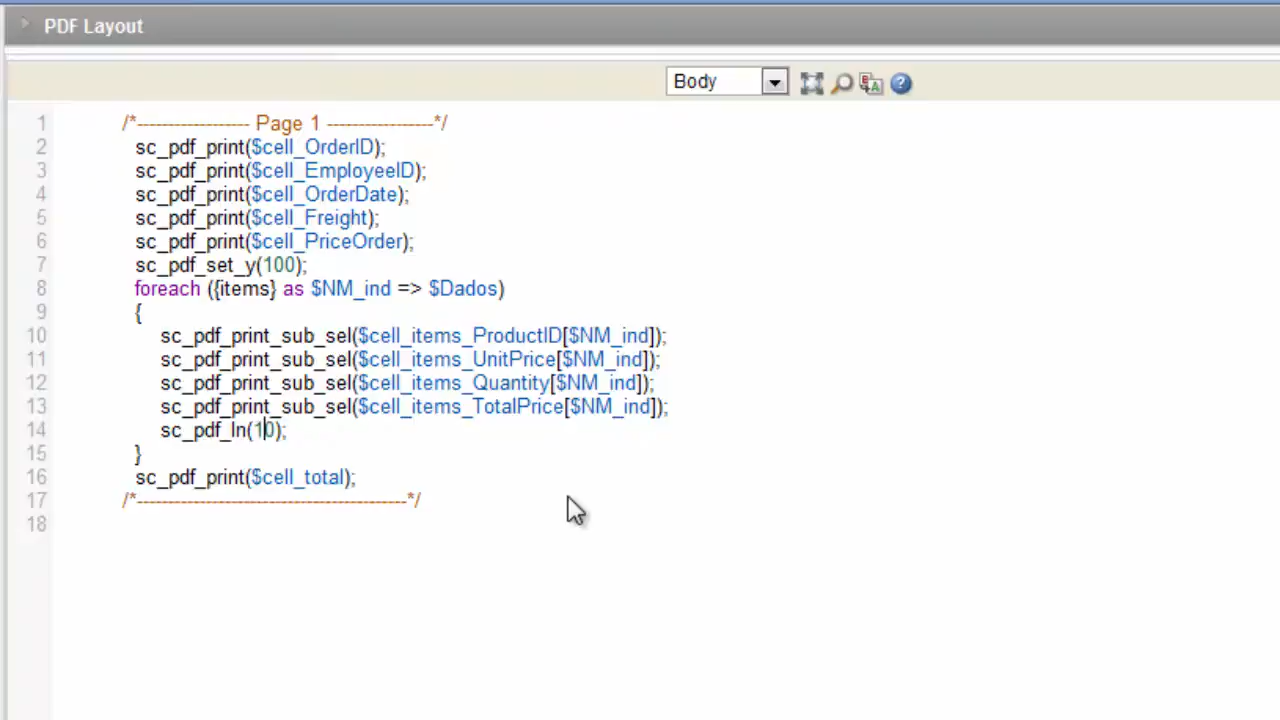 PDF Layout
Body
1 /*------------------ Page 1 -----------------*/
2 sc_pdf_print($cell_OrderID);
3 sc_pdf_print($cell_EmployeeID);
4 sc_pdf_print($cell_OrderDate);
5 sc_pdf_print($cell_Freight);
6 sc_pdf_print($cell_PriceOrder);
7 sc_pdf_set_y(100);
8 foreach ({items} as $NM_ind => $Dados)
9 {
10 sc_pdf_print_sub_sel($cell_items_ProductID[$NM_ind]);
11 sc_pdf_print_sub_sel($cell_items_UnitPrice[$NM_ind]);
12 sc_pdf_print_sub_sel($cell_items_Quantity[$NM_ind]);
13 sc_pdf_print_sub_sel($cell_items_TotalPrice[$NM_ind]);
14 sc_pdf_ln(10);
15 }
16 sc_pdf_print($cell_total);
17 /*-------------------------------------------*/
18